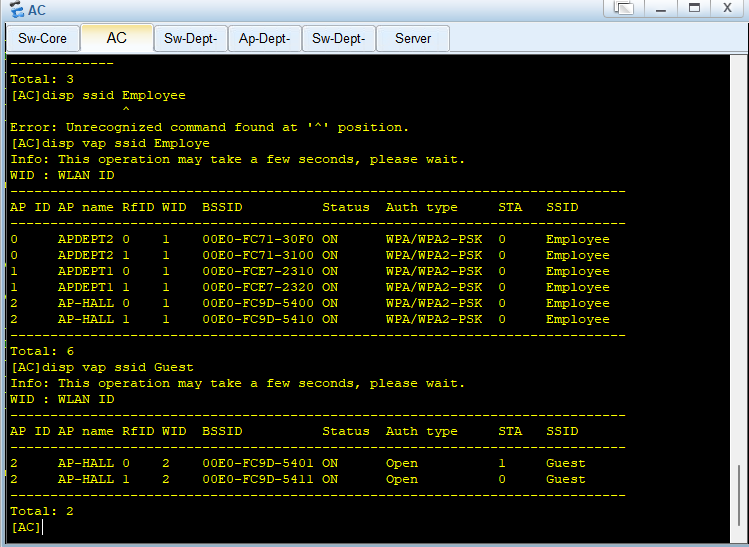 AC
Sw-Core
AC
Sw-Dept-
Ap-Dept-
Sw-Dept-
Server
-------------
Total: 3
[AC]disp ssid Employee
              ^
Error: Unrecognized command found at '^' position.
[AC]disp vap ssid Employe
Info: This operation may take a few seconds, please wait.
WID : WLAN ID
-----------------------------------------------------------------------------
AP ID AP name RfID WID  BSSID          Status  Auth type    STA  SSID
-----------------------------------------------------------------------------
0     APDEPT2 0    1    00E0-FC71-30F0 ON      WPA/WPA2-PSK  0   Employee
0     APDEPT2 1    1    00E0-FC71-3100 ON      WPA/WPA2-PSK  0   Employee
1     APDEPT1 0    1    00E0-FCE7-2310 ON      WPA/WPA2-PSK  0   Employee
1     APDEPT1 1    1    00E0-FCE7-2320 ON      WPA/WPA2-PSK  0   Employee
2     AP-HALL 0    1    00E0-FC9D-5400 ON      WPA/WPA2-PSK  0   Employee
2     AP-HALL 1    1    00E0-FC9D-5410 ON      WPA/WPA2-PSK  0   Employee
-----------------------------------------------------------------------------
Total: 6
[AC]disp vap ssid Guest
Info: This operation may take a few seconds, please wait.
WID : WLAN ID
-----------------------------------------------------------------------------
AP ID AP name RfID WID  BSSID          Status  Auth type    STA  SSID
-----------------------------------------------------------------------------
2     AP-HALL 0    2    00E0-FC9D-5401 ON      Open          1   Guest
2     AP-HALL 1    2    00E0-FC9D-5411 ON      Open          0   Guest
-----------------------------------------------------------------------------
Total: 2
[AC]